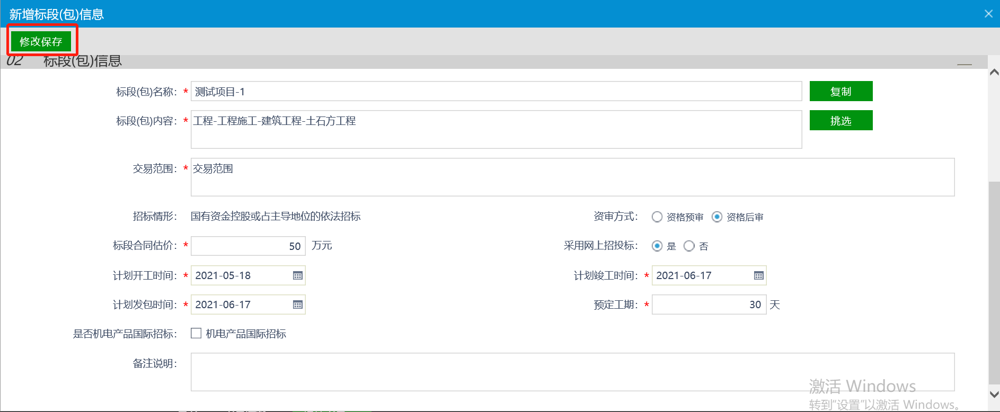 新增标段(包)信息
修改保存
02 标段(包)信息
标段(包)名称: * 测试项目-1 复制
标段(包)内容: * 工程-工程施工-建筑工程-土石方工程 挑选
交易范围: * 交易范围
招标情形: 国有资金控股或占主导地位的依法招标 资审方式: 资格预审 资格后审
标段合同估价: * 50 万元 采用网上招投标: 是 否
计划开工时间: * 2021-05-18 计划竣工时间: * 2021-06-17
计划发包时间: * 2021-06-17 预定工期: * 30 天
是否机电产品国际招标: 机电产品国际招标
备注说明:
激活 Windows
转到“设置”以激活 Windows。